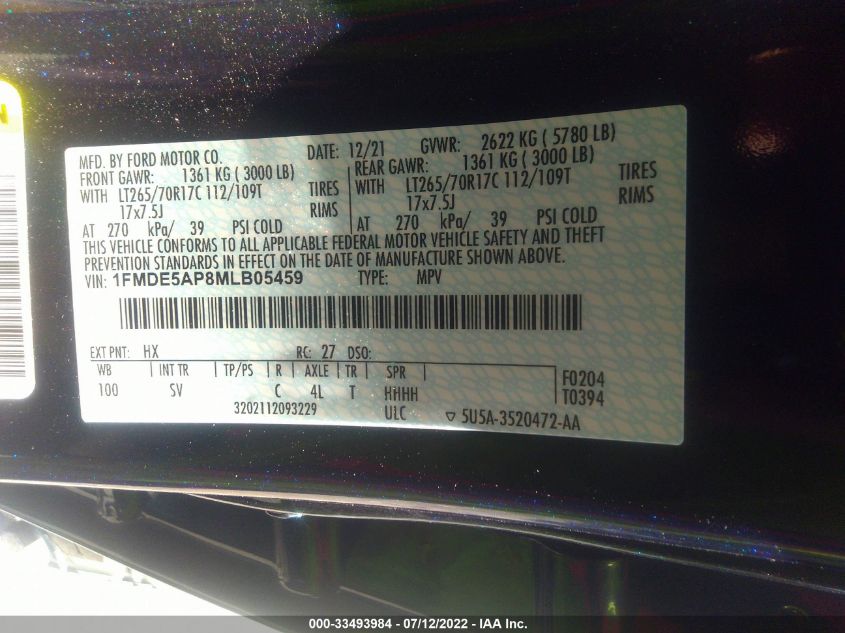 MFD. BY FORD MOTOR CO. DATE: 12/21 GVWR: 2622 KG ( 5780 LB)
FRONT GAWR: 1361 KG ( 3000 LB) REAR GAWR: 1361 KG ( 3000 LB)
WITH LT265/70R17C 112/109T TIRES WITH LT265/70R17C 112/109T TIRES
17x7.5J RIMS 17x7.5J RIMS
AT 270 kPa/ 39 PSI COLD AT 270 kPa/ 39 PSI COLD
THIS VEHICLE CONFORMS TO ALL APPLICABLE FEDERAL MOTOR VEHICLE SAFETY AND THEFT
PREVENTION STANDARDS IN EFFECT ON THE DATE OF MANUFACTURE SHOWN ABOVE.
VIN: 1FMDE5AP8MLB05459 TYPE: MPV
EXT PNT: HX RC: 27 DSO:
WB INT TR TP/PS R AXLE TR SPR
100 SV C 4L T HHHH
F0204
T0394
3202112093229 ULC 5U5A-3520472-AA
000-33493984 - 07/12/2022 - IAA Inc.